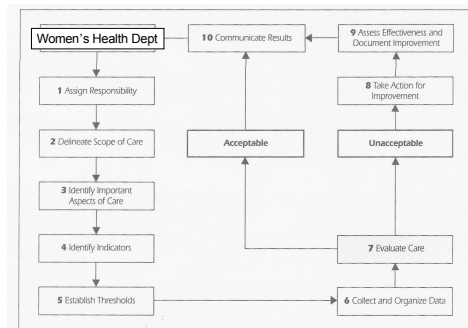 Women's Health Dept
1 Assign Responsibility
2 Delineate Scope of Care
3 Identify Important
Aspects of Care
4 Identify Indicators
5 Establish Thresholds
6 Collect and Organize Data
7 Evaluate Care
Acceptable
Unacceptable
8 Take Action for
Improvement
9 Assess Effectiveness and
Document Improvement
10 Communicate Results